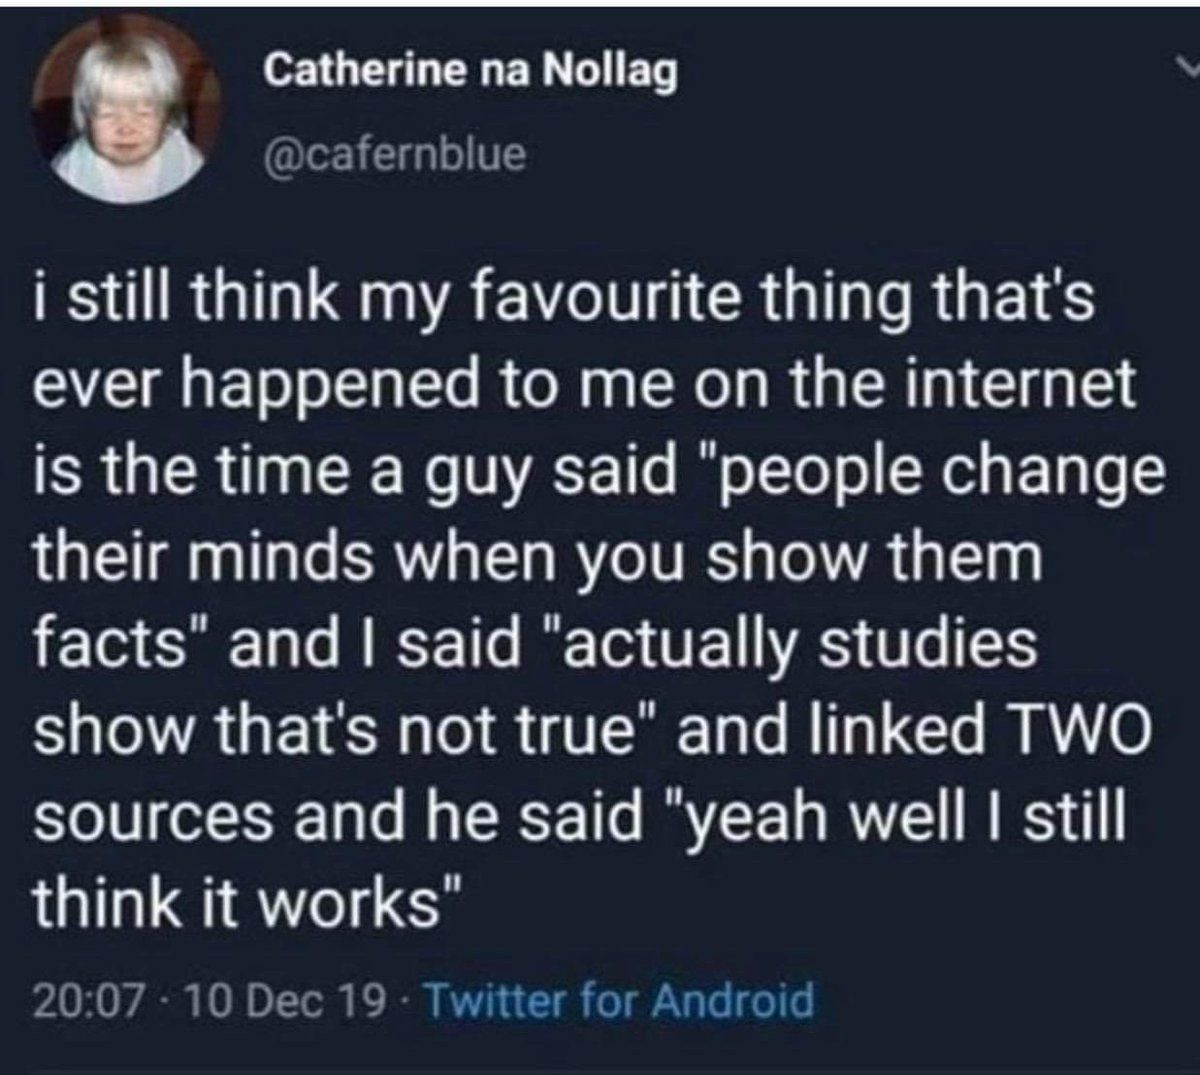 Catherine na Nollag
@cafernblue
i still think my favourite thing that's
ever happened to me on the internet
is the time a guy said "people change
their minds when you show them
facts" and I said "actually studies
show that's not true" and linked TWO
sources and he said "yeah well I still
think it works"
20:07 · 10 Dec 19 · Twitter for Android